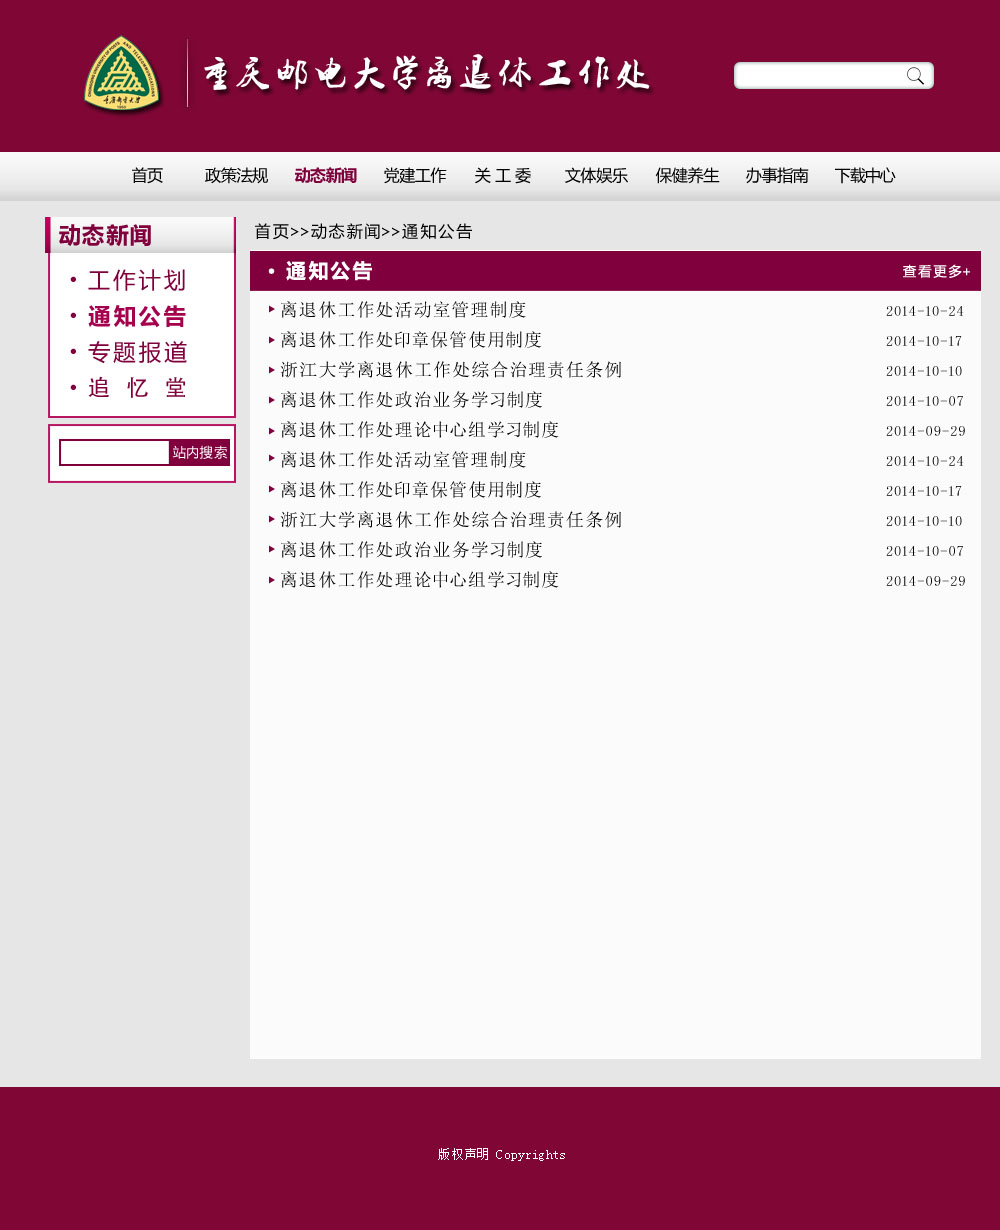 重庆邮电大学离退休工作处
首页 政策法规 动态新闻 党建工作 关 工 委 文体娱乐 保健养生 办事指南 下载中心
动态新闻
• 工作计划
• 通知公告
• 专题报道
• 追 忆 堂
站内搜索
首页>>动态新闻>>通知公告
• 通知公告 查看更多+
离退休工作处活动室管理制度 2014-10-24
离退休工作处印章保管使用制度 2014-10-17
浙江大学离退休工作处综合治理责任条例 2014-10-10
离退休工作处政治业务学习制度 2014-10-07
离退休工作处理论中心组学习制度 2014-09-29
离退休工作处活动室管理制度 2014-10-24
离退休工作处印章保管使用制度 2014-10-17
浙江大学离退休工作处综合治理责任条例 2014-10-10
离退休工作处政治业务学习制度 2014-10-07
离退休工作处理论中心组学习制度 2014-09-29
版权声明 Copyrights